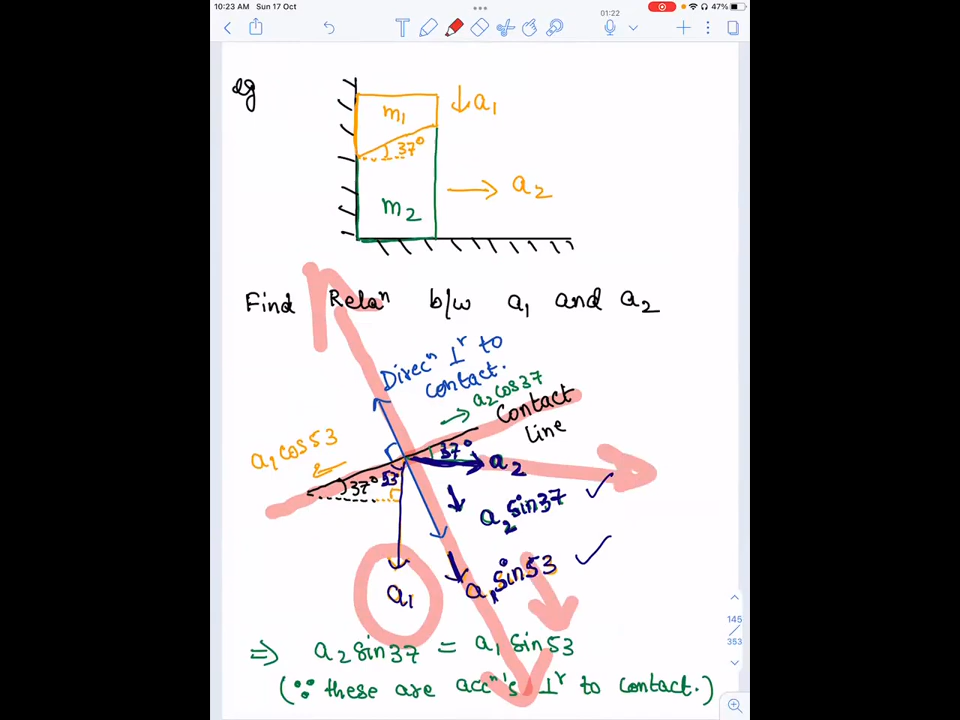 10:23 AM Sun 17 Oct
01:22
47%
eg
m1
↓a1
37°
→ a2
m2
Find Relaⁿ b/w a1 and a2
Direcⁿ ⊥ʳ to
contact.
→ a2cos37
Contact
line
a1cos53
37°
a2
37°
53
a2sin37 ✓
a1sin53 ✓
a1
⇒ a2sin37 = a1sin53
(∵ these are accⁿ's ⊥ʳ to contact.)
145
353